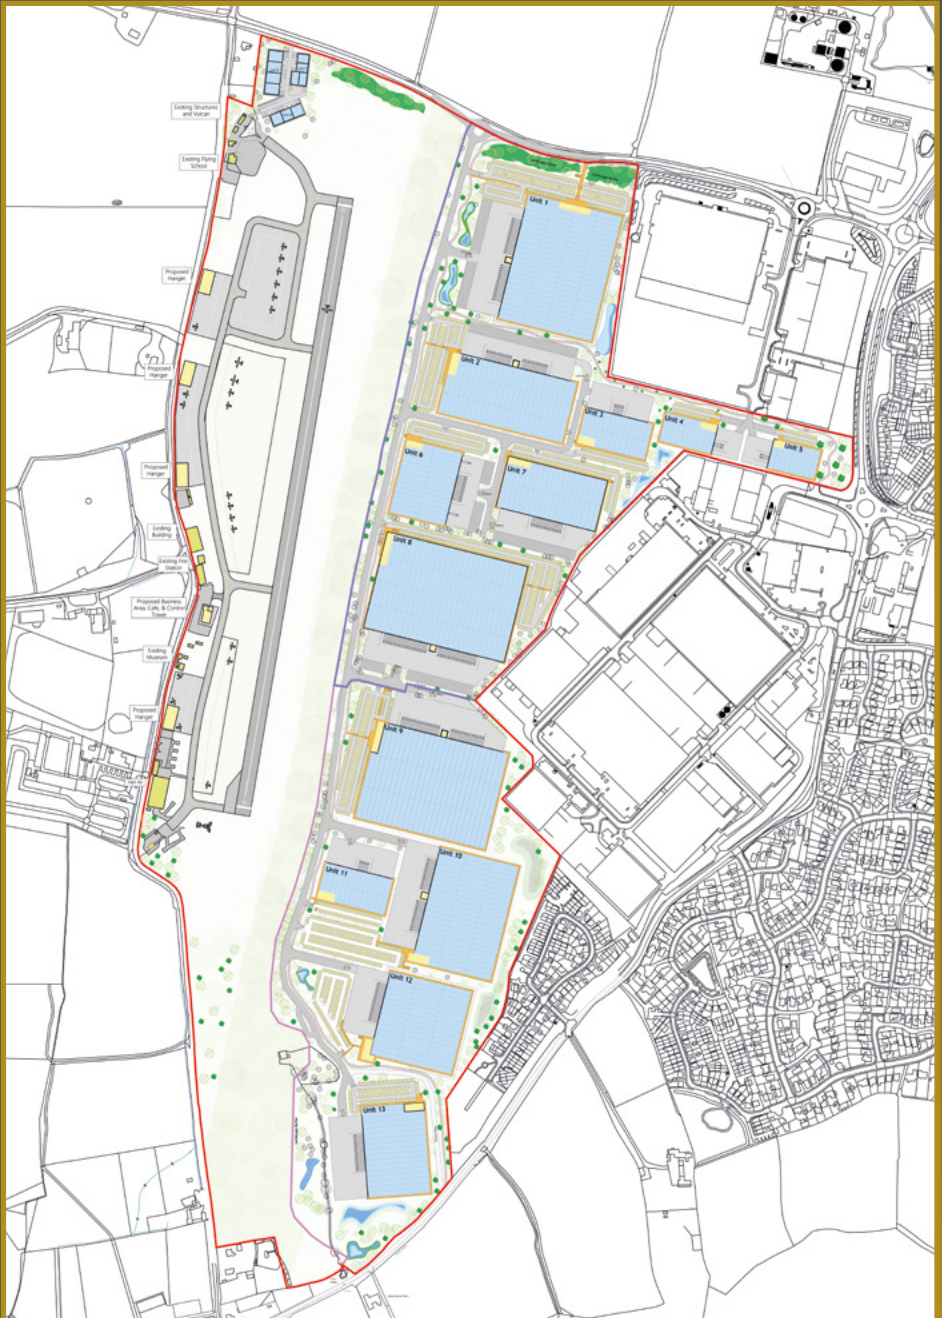 Existing Structures
and Vulcan
Existing Flying
School
Unit 1
Proposed
Hanger
Unit 2
Proposed
Hanger
Unit 3
Unit 4
Unit 5
Unit 6
Unit 7
Proposed
Hanger
Existing
Building
Unit 8
Existing Fire
Station
Proposed Business
Area, Cafe, & Control
Tower
Existing
Museum
Proposed
Hanger
Unit 9
Unit 10
Unit 11
Unit 12
Unit 13